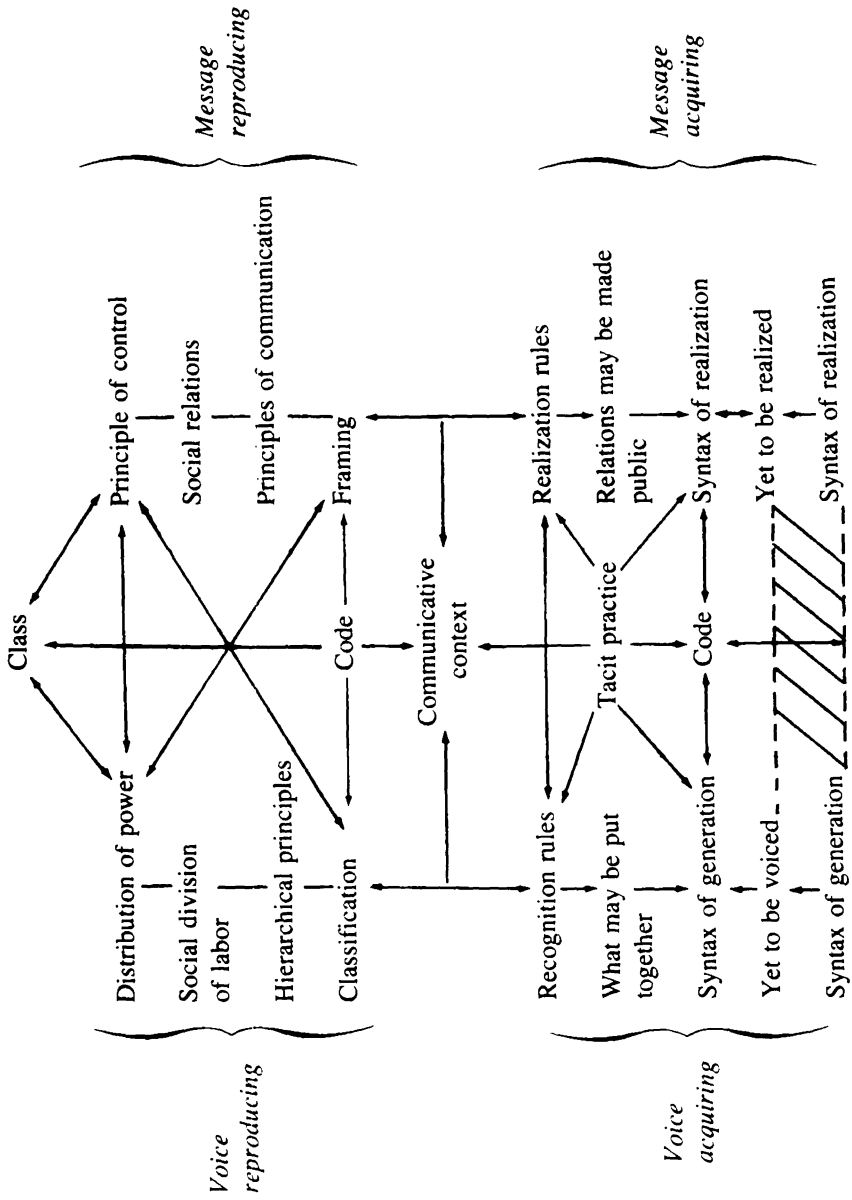 Class
Distribution of power
Principle of control
Social division
of labor
Social relations
Hierarchical principles
Principles of communication
Classification
Code
Framing
Voice
reproducing
Message
reproducing
Communicative
context
Recognition rules
Realization rules
What may be put
together
Tacit practice
Relations may be made
public
Syntax of generation
Code
Syntax of realization
Yet to be voiced
Yet to be realized
Syntax of generation
Syntax of realization
Voice
acquiring
Message
acquiring